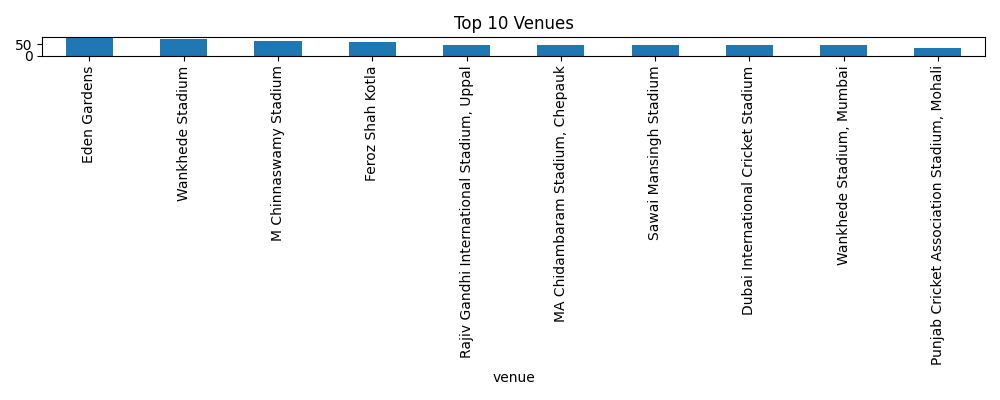 Top 10 Venues
50
0
Eden Gardens
Wankhede Stadium
M Chinnaswamy Stadium
Feroz Shah Kotla
Rajiv Gandhi International Stadium, Uppal
MA Chidambaram Stadium, Chepauk
Sawai Mansingh Stadium
Dubai International Cricket Stadium
Wankhede Stadium, Mumbai
Punjab Cricket Association Stadium, Mohali
venue